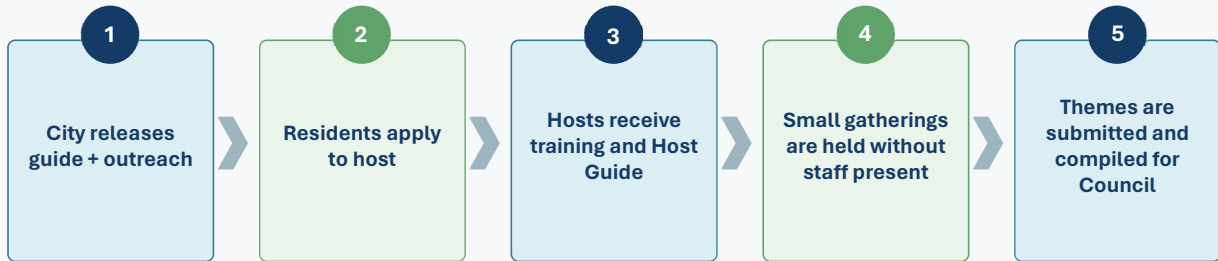 1
City releases
guide + outreach
2
Residents apply
to host
3
Hosts receive
training and Host
Guide
4
Small gatherings
are held without
staff present
5
Themes are
submitted and
compiled for
Council